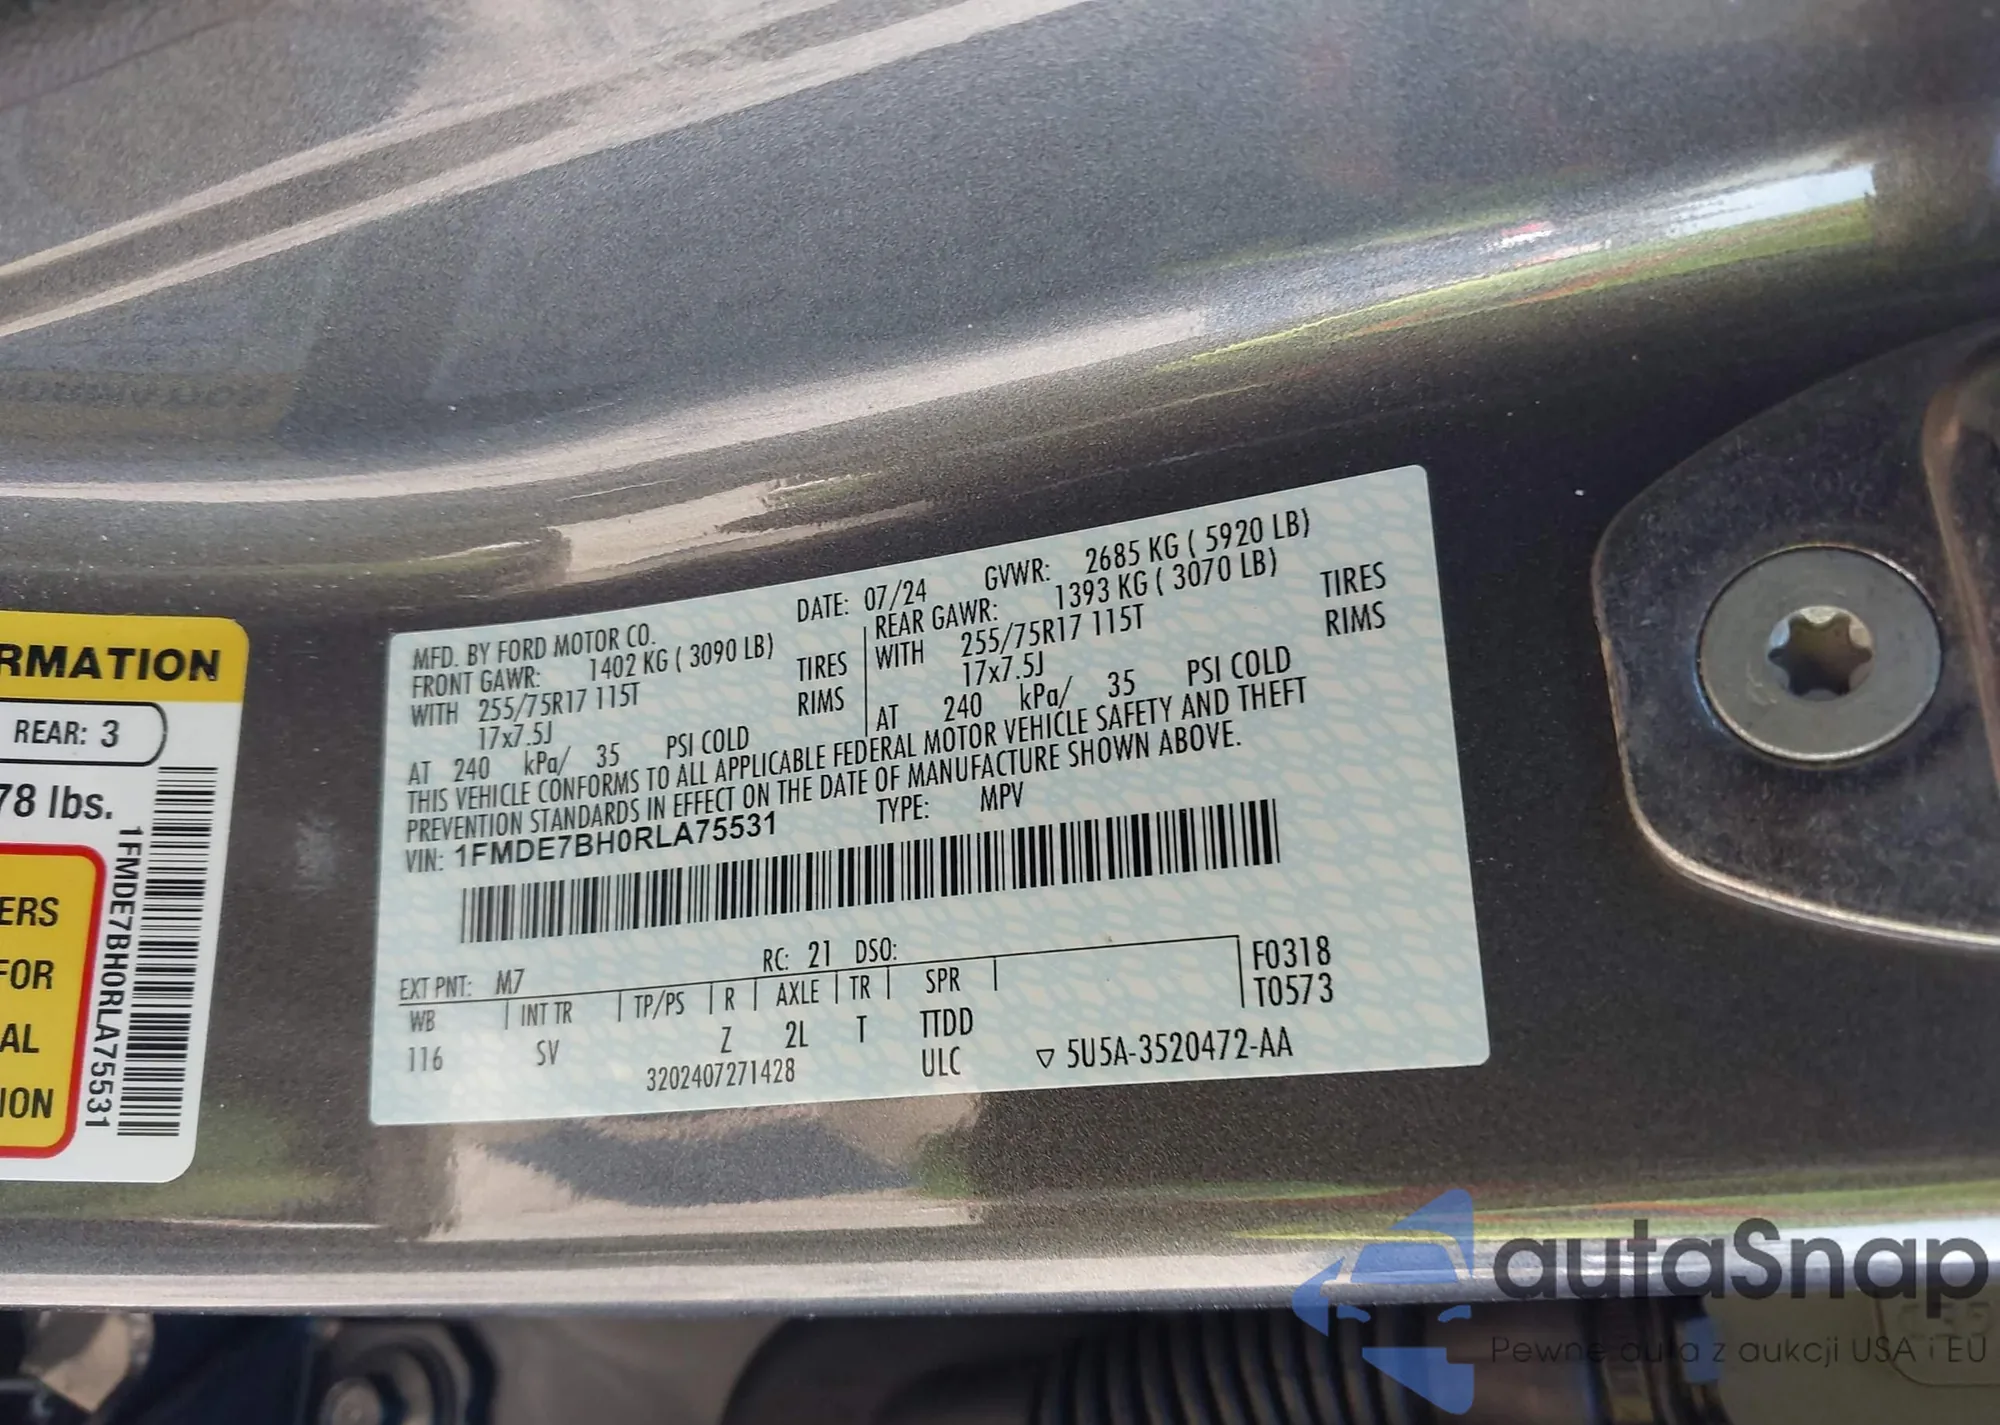 RMATION
REAR: 3
78 lbs.
ERS
FOR
AL
ION
1FMDE7BH0RLA75531
MFD. BY FORD MOTOR CO.
DATE: 07/24 GVWR: 2685 KG ( 5920 LB)
FRONT GAWR: 1402 KG ( 3090 LB)
WITH 255/75R17 115T TIRES
17x7.5J RIMS
AT 240 kPa/ 35 PSI COLD
REAR GAWR: 1393 KG ( 3070 LB)
WITH 255/75R17 115T TIRES
17x7.5J RIMS
AT 240 kPa/ 35 PSI COLD
THIS VEHICLE CONFORMS TO ALL APPLICABLE FEDERAL MOTOR VEHICLE SAFETY AND THEFT
PREVENTION STANDARDS IN EFFECT ON THE DATE OF MANUFACTURE SHOWN ABOVE.
VIN: 1FMDE7BH0RLA75531 TYPE: MPV
EXT PNT: M7 RC: 21 DSO:
WB INT TR TP/PS R AXLE TR SPR
116 SV Z 2L T TTDD
3202407271428 ULC
F0318
T0573
▽ 5U5A-3520472-AA
autaSnap
Pewne auta z aukcji USA i EU